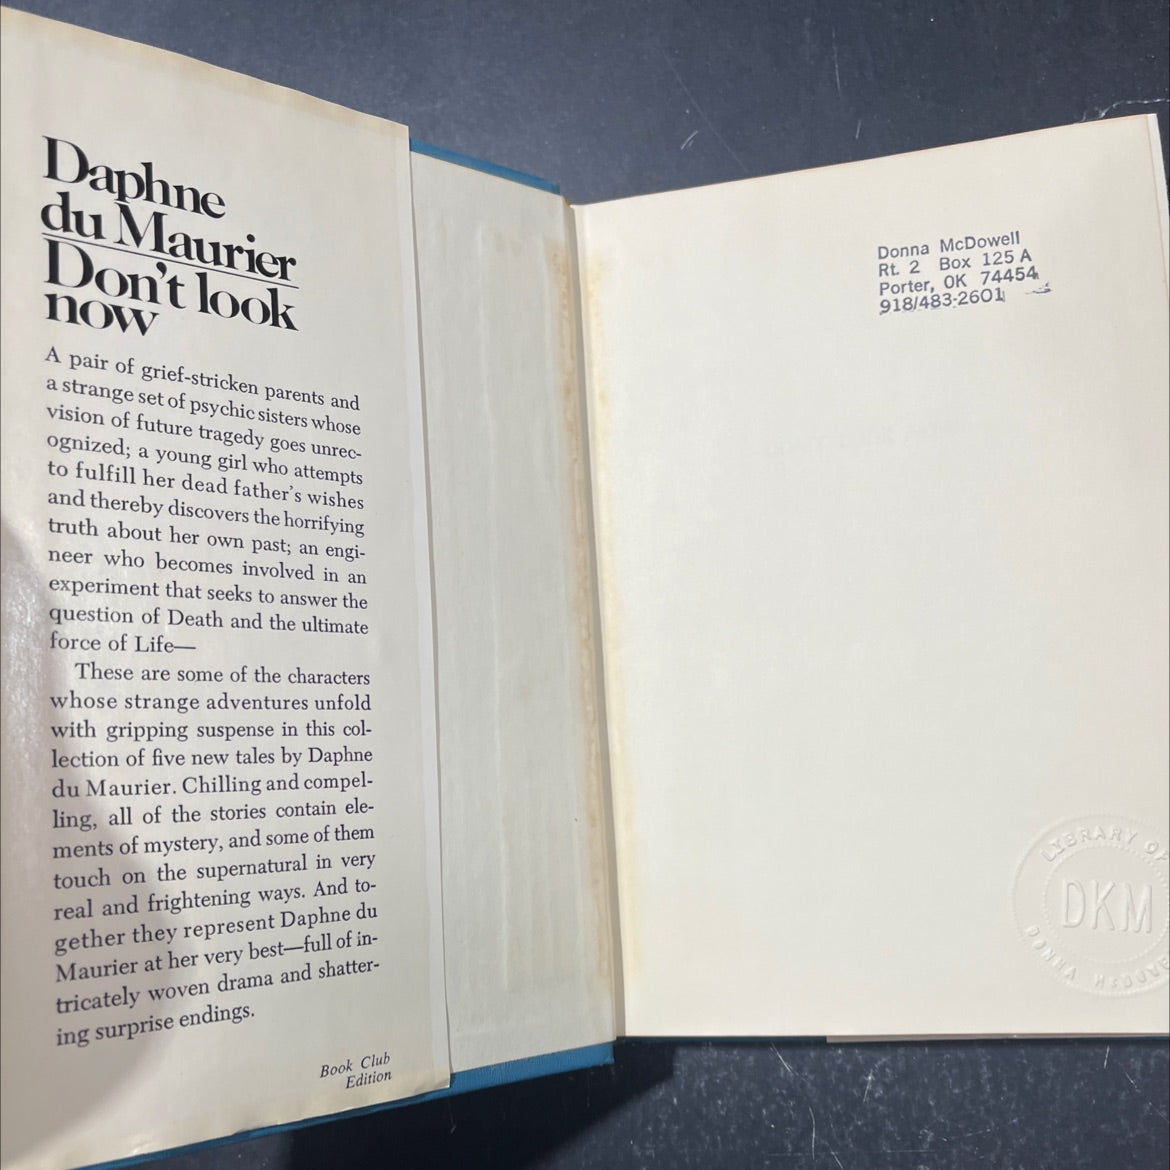 Daphne
du Maurier
Don't look
now
A pair of grief-stricken parents and
a strange set of psychic sisters whose
vision of future tragedy goes unrec-
ognized; a young girl who attempts
to fulfill her dead father's wishes
and thereby discovers the horrifying
truth about her own past; an engi-
neer who becomes involved in an
experiment that seeks to answer the
question of Death and the ultimate
force of Life—
These are some of the characters
whose strange adventures unfold
with gripping suspense in this col-
lection of five new tales by Daphne
du Maurier. Chilling and compel-
ling, all of the stories contain ele-
ments of mystery, and some of them
touch on the supernatural in very
real and frightening ways. And to-
gether they represent Daphne du
Maurier at her very best—full of in-
tricately woven drama and shatter-
ing surprise endings.
Book Club
Edition
Donna McDowell
Rt. 2 Box 125 A
Porter, OK 74454
918/483-2601
LIBRARY OF
DKM
DONNA